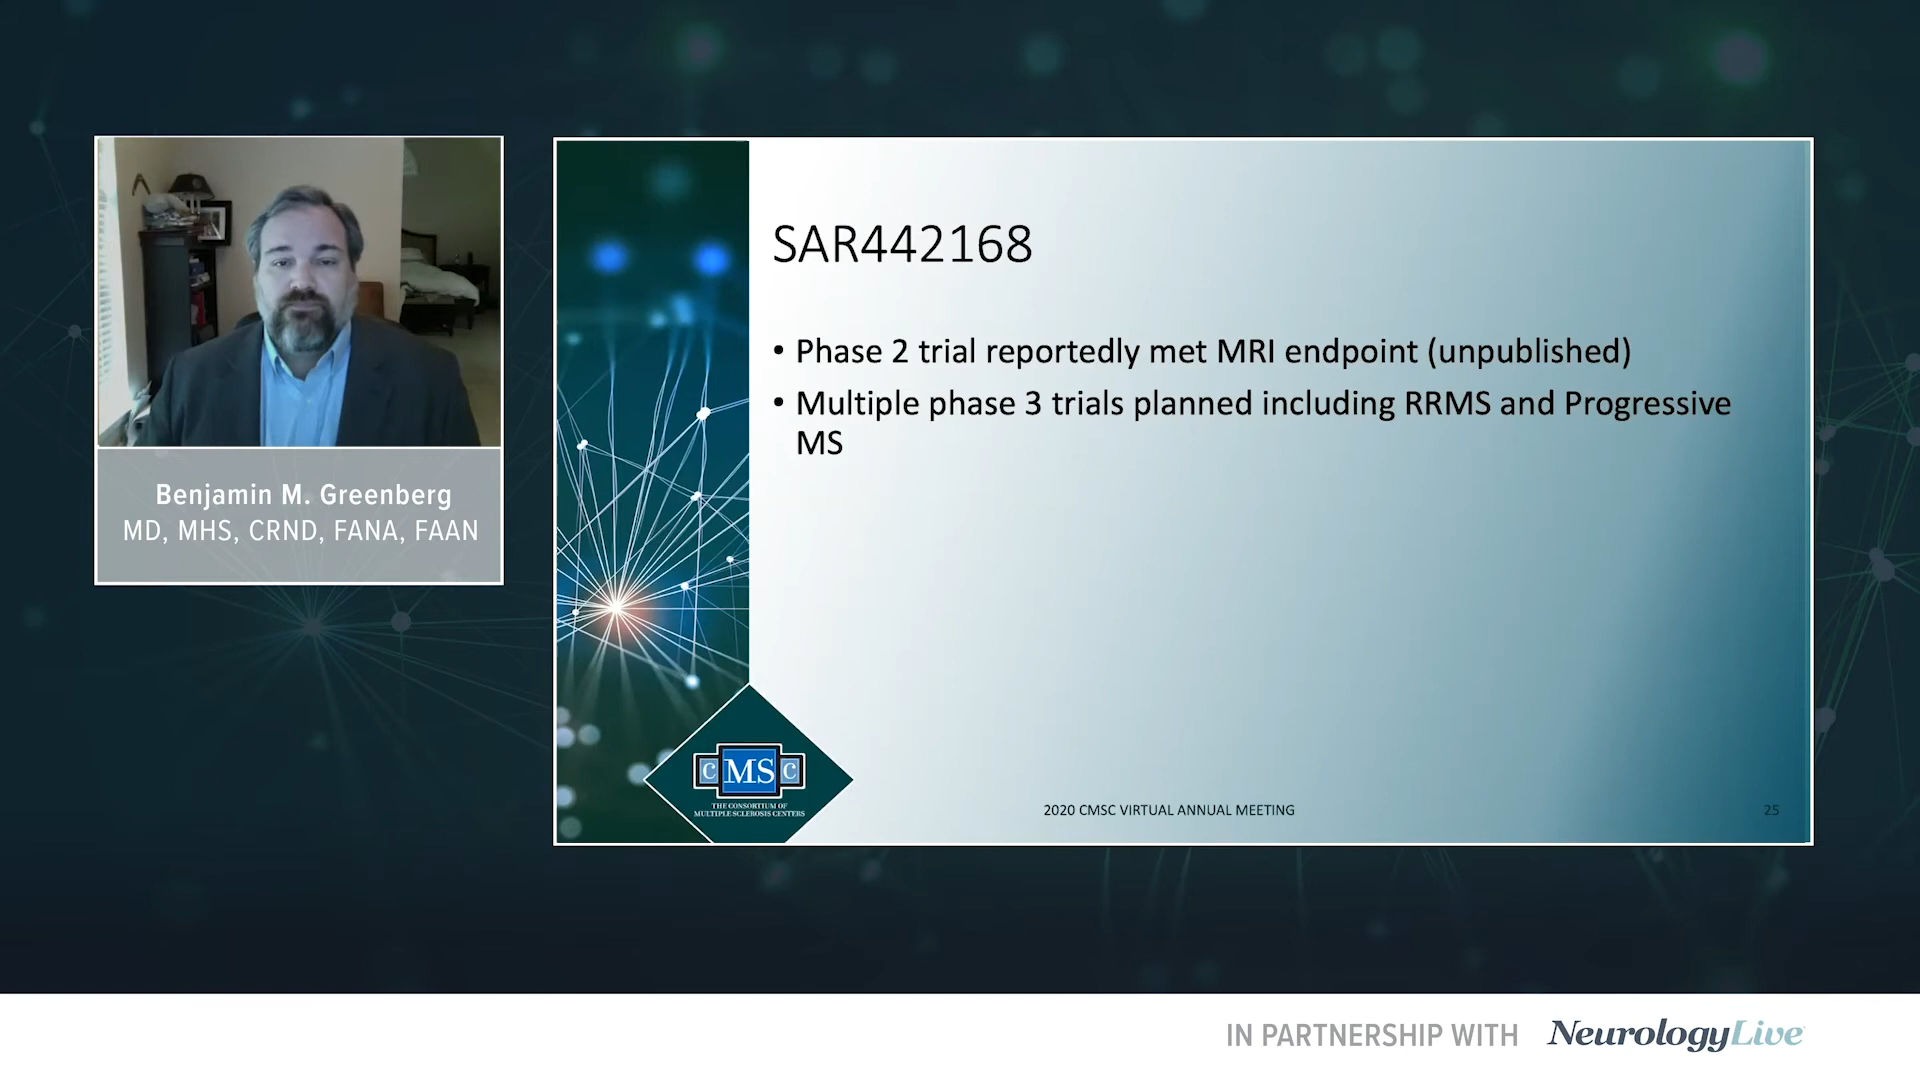 Benjamin M. Greenberg
MD, MHS, CRND, FANA, FAAN
SAR442168
• Phase 2 trial reportedly met MRI endpoint (unpublished)
• Multiple phase 3 trials planned including RRMS and Progressive
MS
C MS C
THE CONSORTIUM OF
MULTIPLE SCLEROSIS CENTERS
2020 CMSC VIRTUAL ANNUAL MEETING
25
IN PARTNERSHIP WITH NeurologyLive